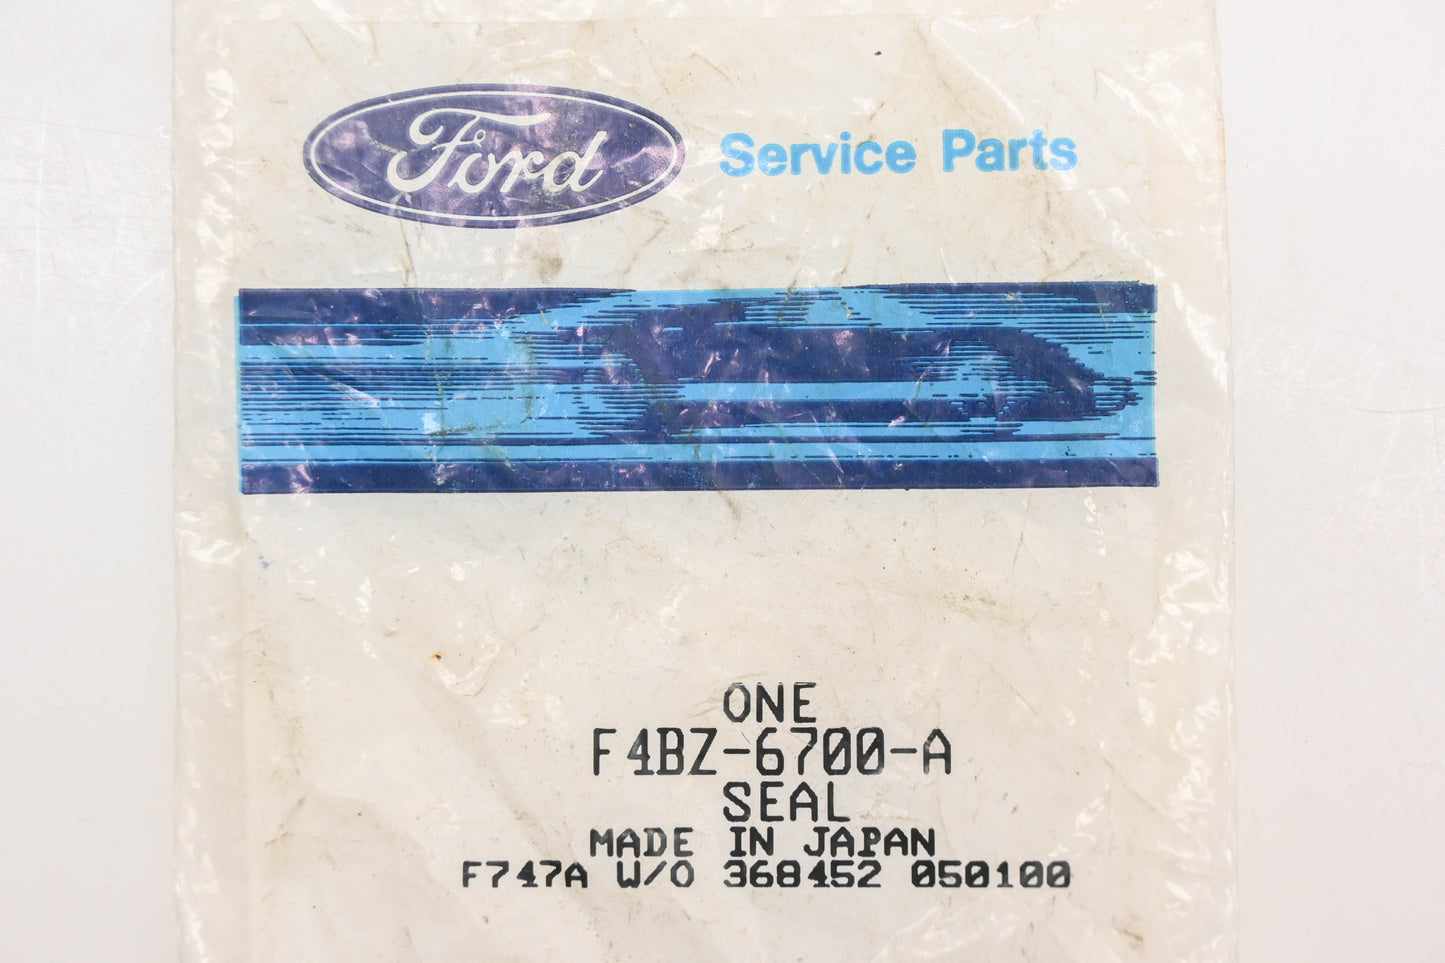 Ford Service Parts
ONE
F4BZ-6700-A
SEAL
MADE IN JAPAN
F747A W/O 368452 050100